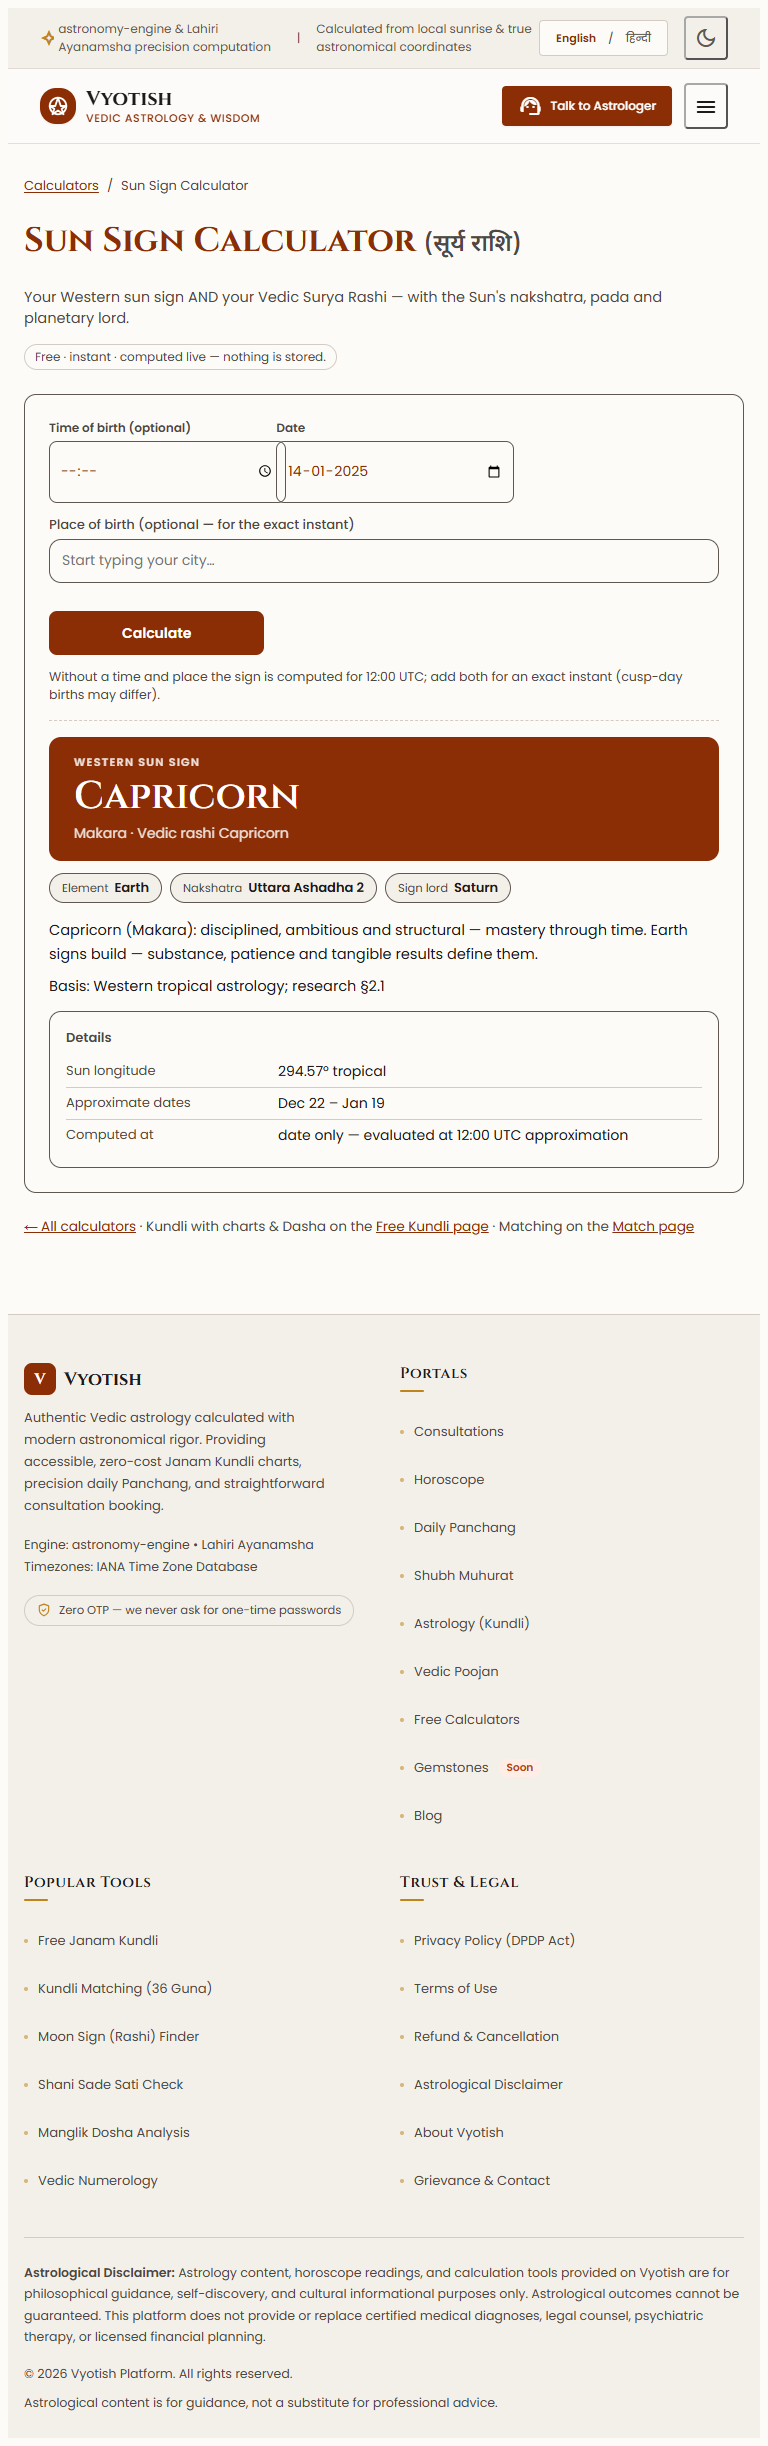 astronomy-engine & Lahiri
Ayanamsha precision computation
|
Calculated from local sunrise & true
astronomical coordinates
English / हिन्दी
Vyotish
VEDIC ASTROLOGY & WISDOM
Talk to Astrologer
Calculators / Sun Sign Calculator
Sun Sign Calculator (सूर्य राशि)
Your Western sun sign AND your Vedic Surya Rashi — with the Sun's nakshatra, pada and
planetary lord.
Free · instant · computed live — nothing is stored.
Time of birth (optional)
Date
--:--
14-01-2025
Place of birth (optional — for the exact instant)
Start typing your city…
Calculate
Without a time and place the sign is computed for 12:00 UTC; add both for an exact instant (cusp-day
births may differ).
WESTERN SUN SIGN
Capricorn
Makara · Vedic rashi Capricorn
Element Earth
Nakshatra Uttara Ashadha 2
Sign lord Saturn
Capricorn (Makara): disciplined, ambitious and structural — mastery through time. Earth
signs build — substance, patience and tangible results define them.
Basis: Western tropical astrology; research §2.1
Details
Sun longitude 294.57° tropical
Approximate dates Dec 22 – Jan 19
Computed at date only — evaluated at 12:00 UTC approximation
← All calculators · Kundli with charts & Dasha on the Free Kundli page · Matching on the Match page
V Vyotish
Authentic Vedic astrology calculated with
modern astronomical rigor. Providing
accessible, zero-cost Janam Kundli charts,
precision daily Panchang, and straightforward
consultation booking.
Engine: astronomy-engine • Lahiri Ayanamsha
Timezones: IANA Time Zone Database
Zero OTP — we never ask for one-time passwords
Portals
Consultations
Horoscope
Daily Panchang
Shubh Muhurat
Astrology (Kundli)
Vedic Poojan
Free Calculators
Gemstones Soon
Blog
Popular Tools
Free Janam Kundli
Kundli Matching (36 Guna)
Moon Sign (Rashi) Finder
Shani Sade Sati Check
Manglik Dosha Analysis
Vedic Numerology
Trust & Legal
Privacy Policy (DPDP Act)
Terms of Use
Refund & Cancellation
Astrological Disclaimer
About Vyotish
Grievance & Contact
Astrological Disclaimer: Astrology content, horoscope readings, and calculation tools provided on Vyotish are for
philosophical guidance, self-discovery, and cultural informational purposes only. Astrological outcomes cannot be
guaranteed. This platform does not provide or replace certified medical diagnoses, legal counsel, psychiatric
therapy, or licensed financial planning.
© 2026 Vyotish Platform. All rights reserved.
Astrological content is for guidance, not a substitute for professional advice.